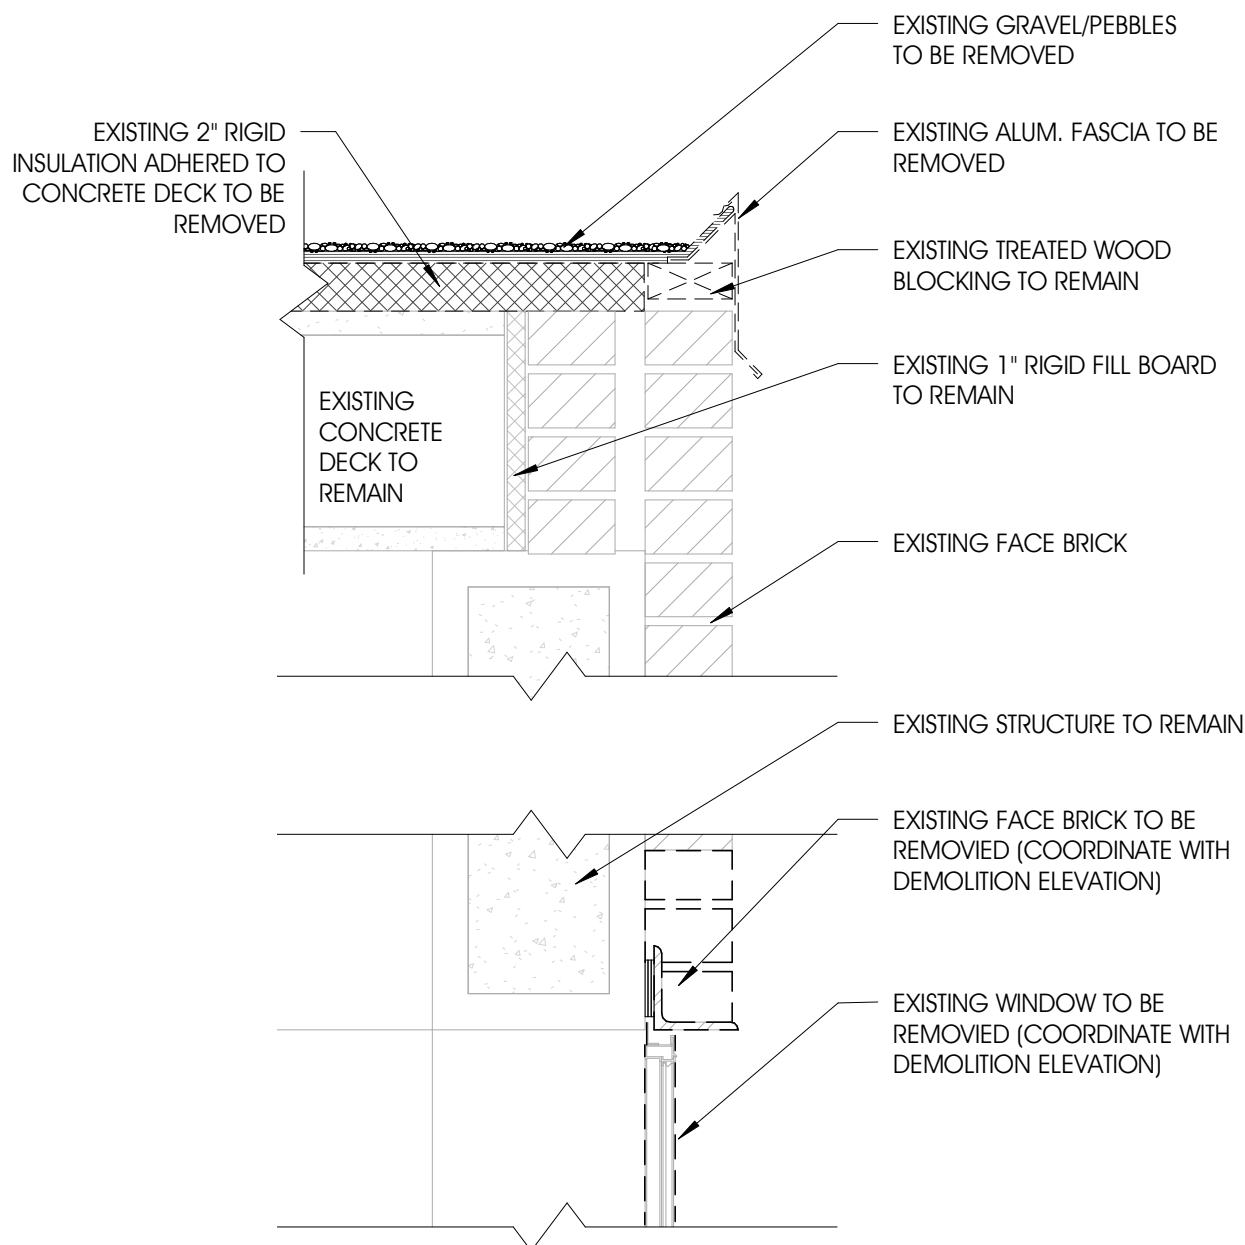 EXISTING GRAVEL/PEBBLES
TO BE REMOVED
EXISTING 2" RIGID
INSULATION ADHERED TO
CONCRETE DECK TO BE
REMOVED
EXISTING ALUM. FASCIA TO BE
REMOVED
EXISTING TREATED WOOD
BLOCKING TO REMAIN
EXISTING 1" RIGID FILL BOARD
TO REMAIN
EXISTING
CONCRETE
DECK TO
REMAIN
EXISTING FACE BRICK
EXISTING STRUCTURE TO REMAIN
EXISTING FACE BRICK TO BE
REMOVIED (COORDINATE WITH
DEMOLITION ELEVATION)
EXISTING WINDOW TO BE
REMOVIED (COORDINATE WITH
DEMOLITION ELEVATION)